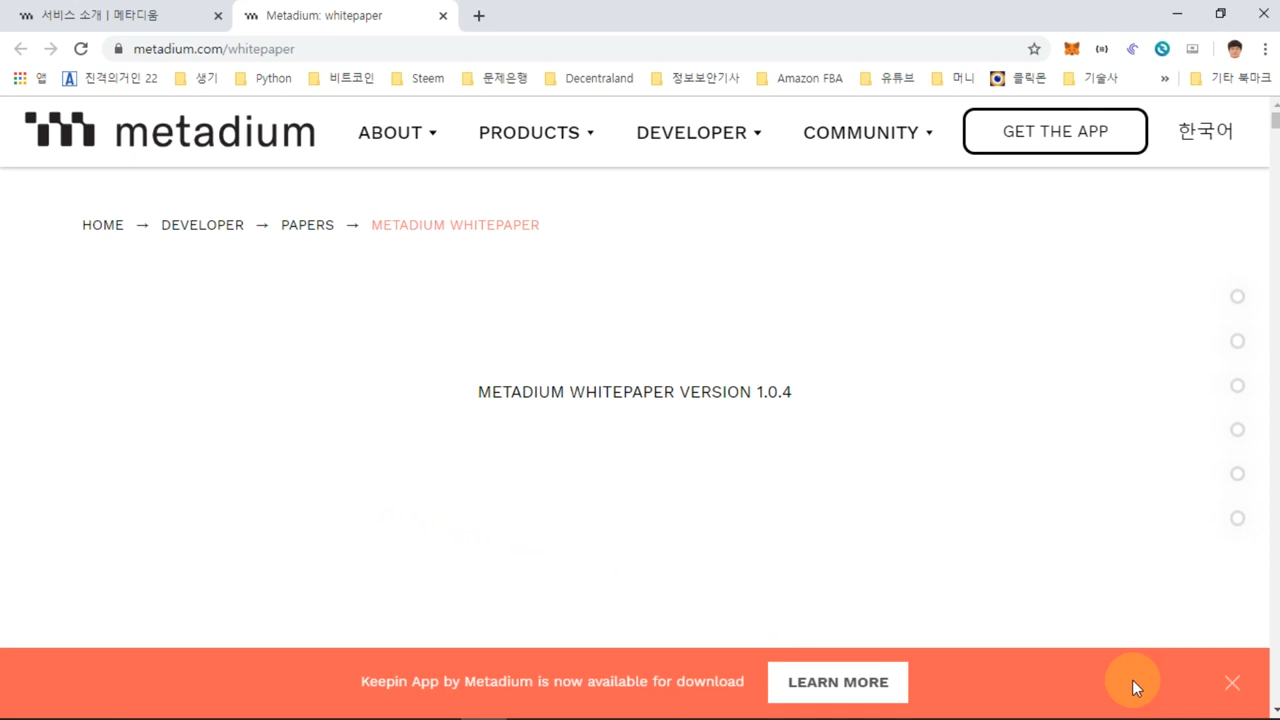 서비스 소개 | 메타디움
Metadium: whitepaper
metadium.com/whitepaper
앱 진격의거인 22 생기 Python 비트코인 Steem 문제은행 Decentraland 정보보안기사 Amazon FBA 유튜브 머니 클릭몬 기술사 » 기타 북마크
metadium ABOUT PRODUCTS DEVELOPER COMMUNITY GET THE APP 한국어
HOME → DEVELOPER → PAPERS → METADIUM WHITEPAPER
METADIUM WHITEPAPER VERSION 1.0.4
Keepin App by Metadium is now available for download LEARN MORE